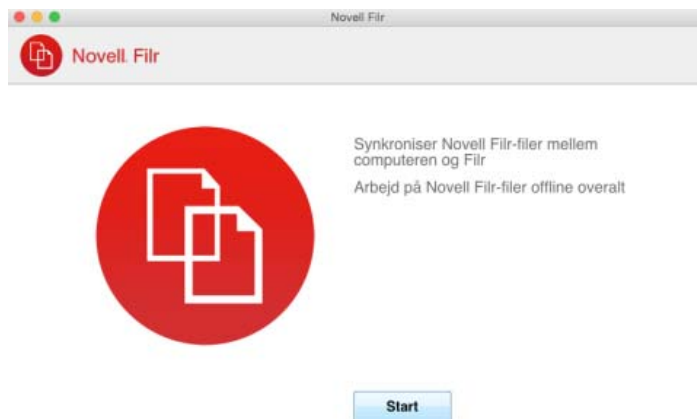 Novell Filr
Novell. Filr
Synkroniser Novell Filr-filer mellem
computeren og Filr
Arbejd på Novell Filr-filer offline overalt
Start